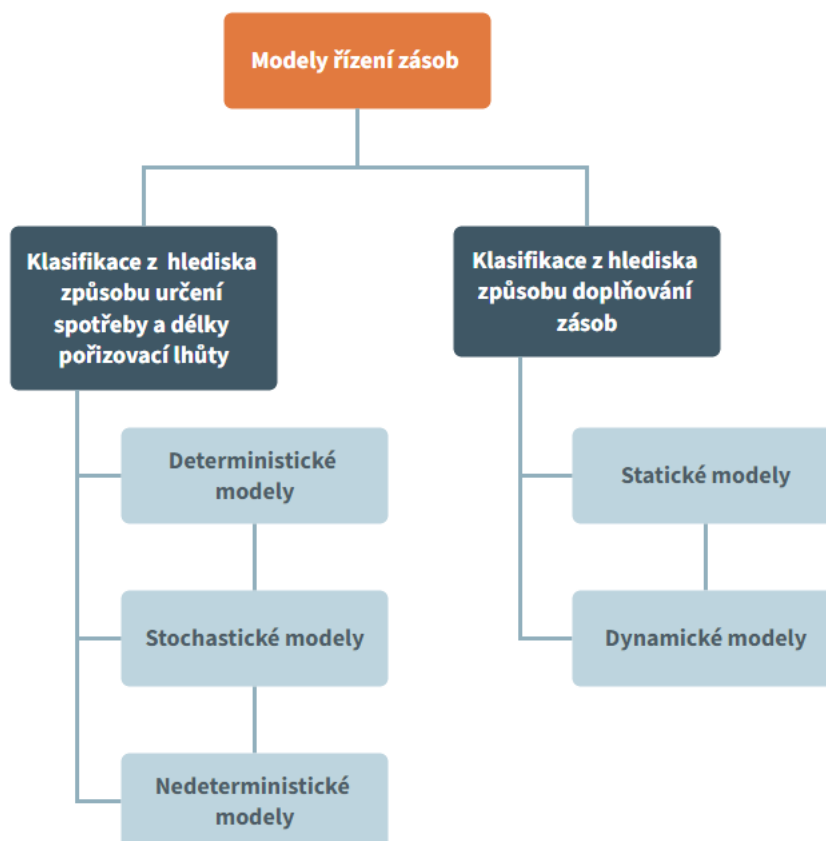 Modely řízení zásob
Klasifikace z hlediska
způsobu určení
spotřeby a délky
pořizovací lhůty
Klasifikace z hlediska
způsobu doplňování
zásob
Deterministické
modely
Stochastické modely
Nedeterministické
modely
Statické modely
Dynamické modely